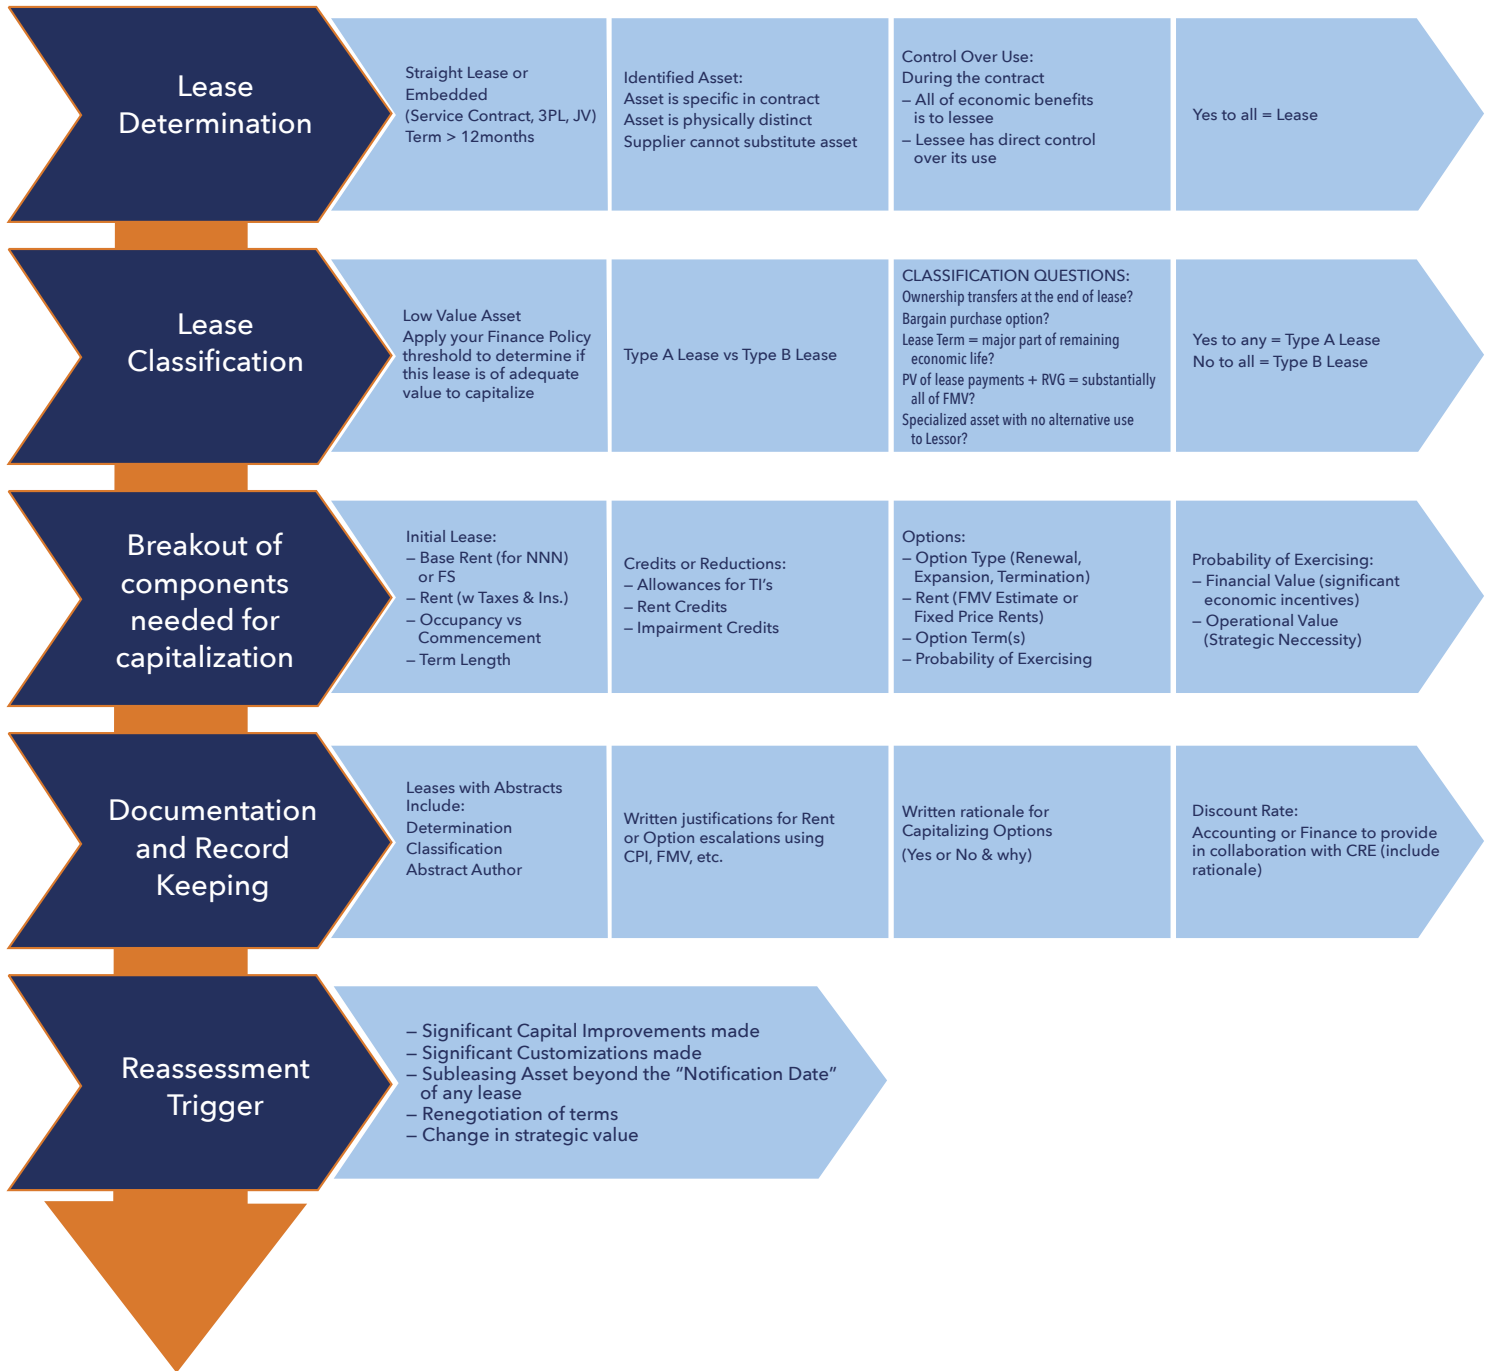 Lease
Determination
Straight Lease or
Embedded
(Service Contract, 3PL, JV)
Term > 12months
Identified Asset:
Asset is specific in contract
Asset is physically distinct
Supplier cannot substitute asset
Control Over Use:
During the contract
– All of economic benefits
is to lessee
– Lessee has direct control
over its use
Yes to all = Lease
Lease
Classification
Low Value Asset
Apply your Finance Policy
threshold to determine if
this lease is of adequate
value to capitalize
Type A Lease vs Type B Lease
CLASSIFICATION QUESTIONS:
Ownership transfers at the end of lease?
Bargain purchase option?
Lease Term = major part of remaining
economic life?
PV of lease payments + RVG = substantially
all of FMV?
Specialized asset with no alternative use
to Lessor?
Yes to any = Type A Lease
No to all = Type B Lease
Breakout of
components
needed for
capitalization
Initial Lease:
– Base Rent (for NNN)
or FS
– Rent (w Taxes & Ins.)
– Occupancy vs
Commencement
– Term Length
Credits or Reductions:
– Allowances for TI's
– Rent Credits
– Impairment Credits
Options:
– Option Type (Renewal,
Expansion, Termination)
– Rent (FMV Estimate or
Fixed Price Rents)
– Option Term(s)
– Probability of Exercising
Probability of Exercising:
– Financial Value (significant
economic incentives)
– Operational Value
(Strategic Neccessity)
Documentation
and Record
Keeping
Leases with Abstracts
Include:
Determination
Classification
Abstract Author
Written justifications for Rent
or Option escalations using
CPI, FMV, etc.
Written rationale for
Capitalizing Options
(Yes or No & why)
Discount Rate:
Accounting or Finance to provide
in collaboration with CRE (include
rationale)
Reassessment
Trigger
– Significant Capital Improvements made
– Significant Customizations made
– Subleasing Asset beyond the “Notification Date”
of any lease
– Renegotiation of terms
– Change in strategic value